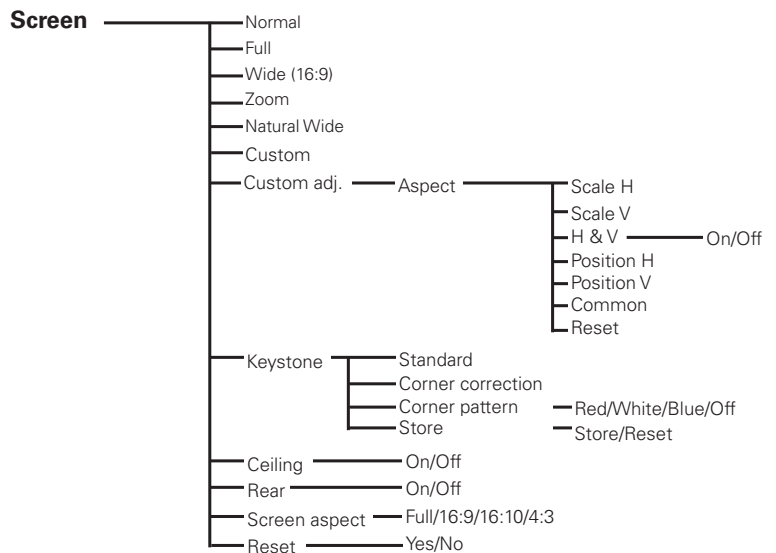 Screen Normal
Full
Wide (16:9)
Zoom
Natural Wide
Custom
Custom adj. Aspect Scale H
Scale V
H & V On/Off
Position H
Position V
Common
Reset
Keystone Standard
Corner correction
Corner pattern Red/White/Blue/Off
Store Store/Reset
Ceiling On/Off
Rear On/Off
Screen aspect Full/16:9/16:10/4:3
Reset Yes/No